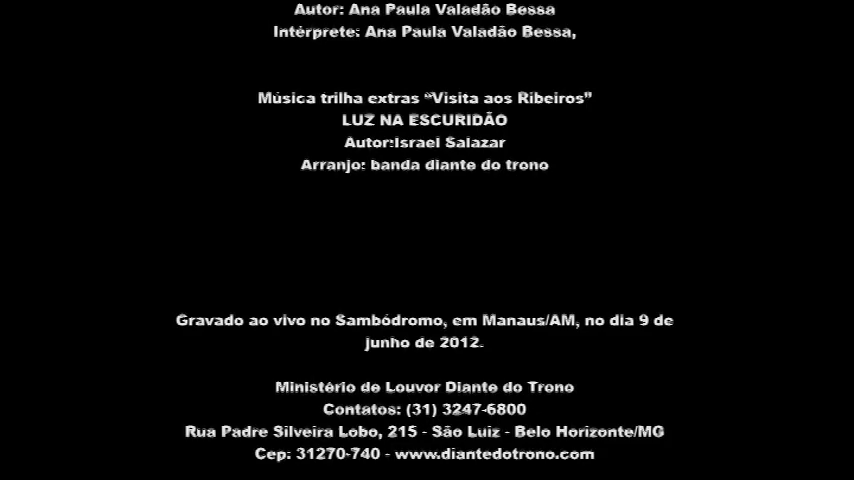 Autor: Ana Paula Valadão Bessa
Intérprete: Ana Paula Valadão Bessa,
Música trilha extras “Visita aos Ribeiros”
LUZ NA ESCURIDÃO
Autor:Israel Salazar
Arranjo: banda diante do trono
Gravado ao vivo no Sambódromo, em Manaus/AM, no dia 9 de
junho de 2012.
Ministério de Louvor Diante do Trono
Contatos: (31) 3247-6800
Rua Padre Silveira Lobo, 215 - São Luiz - Belo Horizonte/MG
Cep: 31270-740 - www.diantedotrono.com